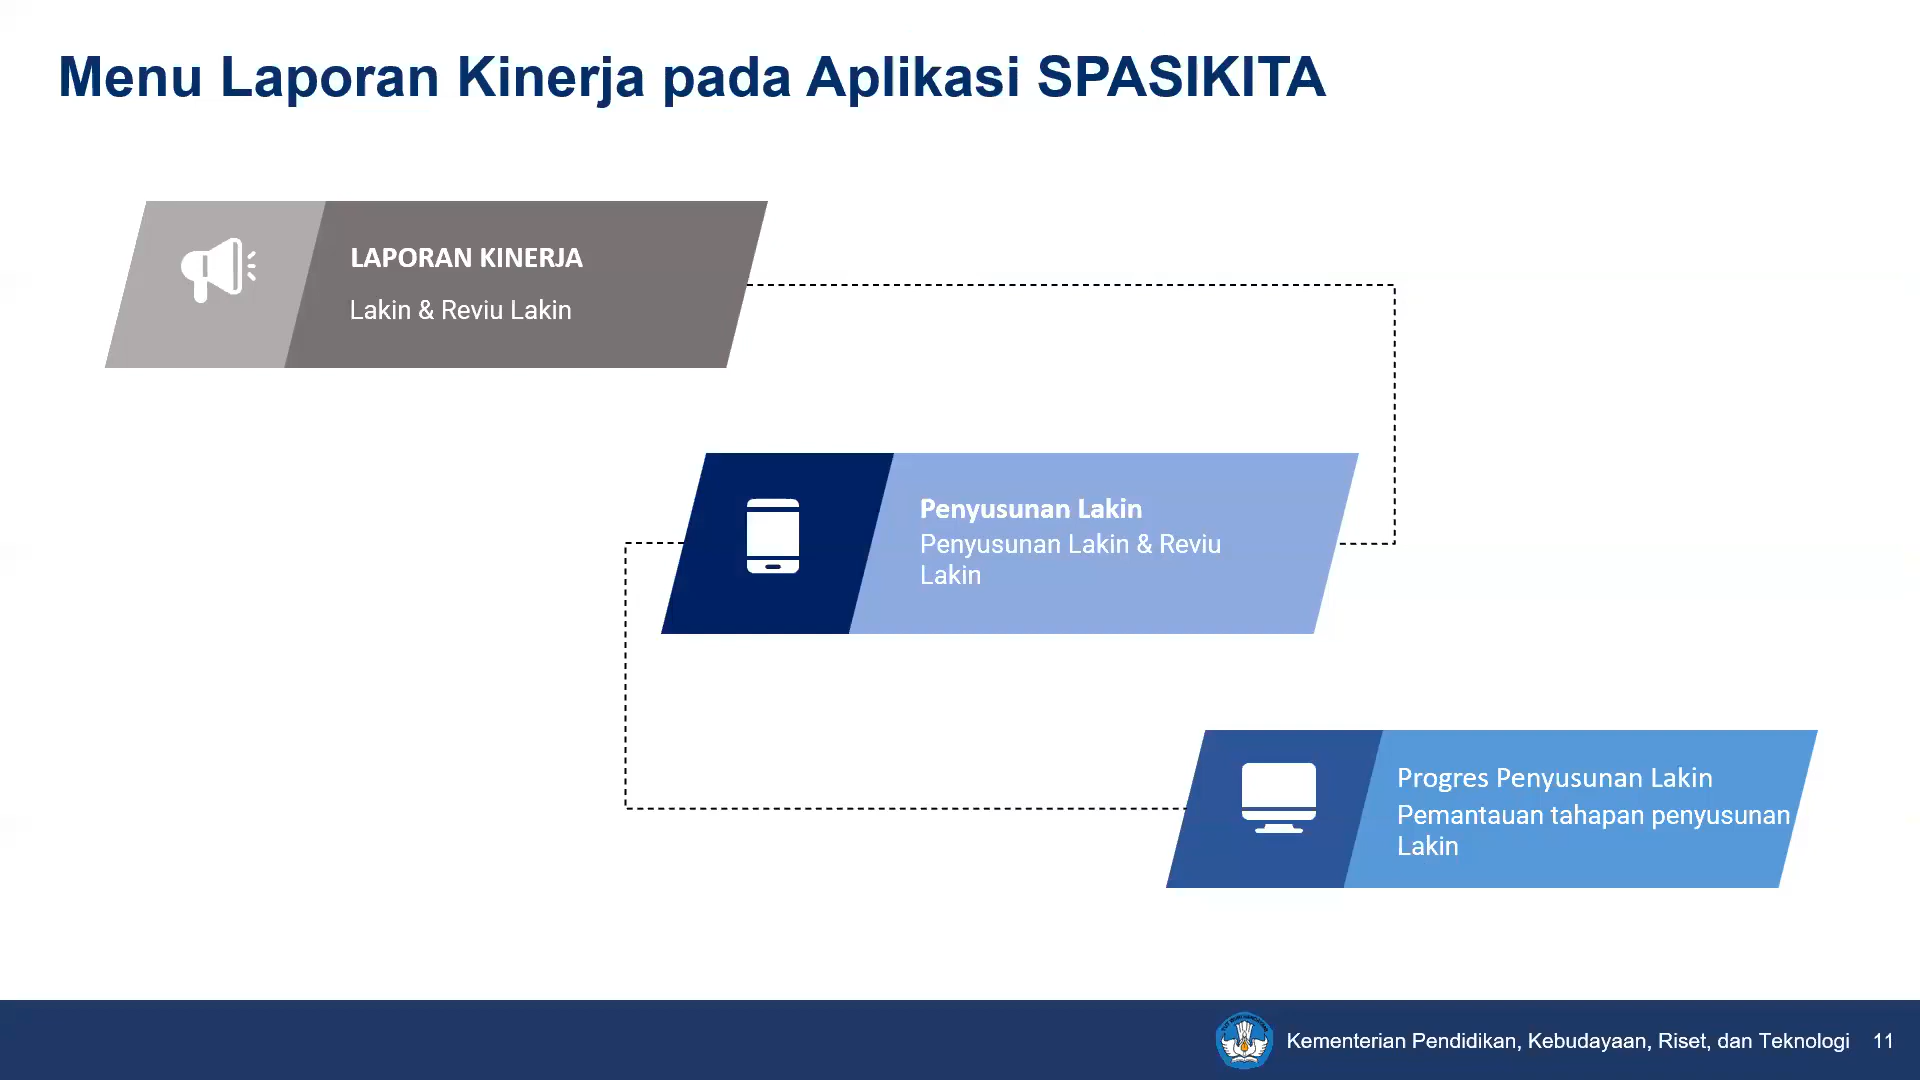 Menu Laporan Kinerja pada Aplikasi SPASIKITA
LAPORAN KINERJA
Lakin & Reviu Lakin
Penyusunan Lakin
Penyusunan Lakin & Reviu
Lakin
Progres Penyusunan Lakin
Pemantauan tahapan penyusunan
Lakin
Kementerian Pendidikan, Kebudayaan, Riset, dan Teknologi 11